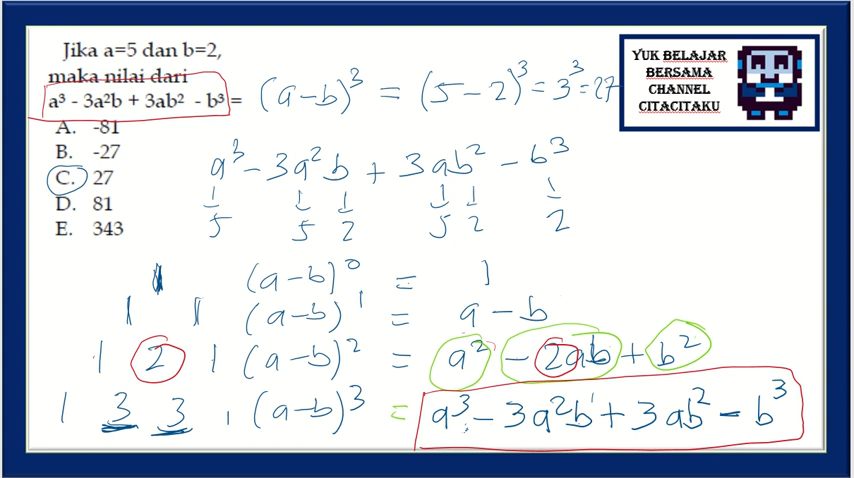 Jika a=5 dan b=2,
maka nilai dari
a³ - 3a²b + 3ab² - b³ = (a-b)³ = (5-2)³ = 3³ = 27
A. -81
B. -27
C. 27
D. 81
E. 343
YUK BELAJAR
BERSAMA
CHANNEL
CITACITAKU
a³ - 3a²b + 3ab² - b³
5 5 2 5 2 2
1 (a-b)⁰ = 1
1 1 (a-b)¹ = a - b
1 2 1 (a-b)² = a² - 2ab + b²
1 3 3 1 (a-b)³ = a³ - 3a²b¹ + 3ab² - b³